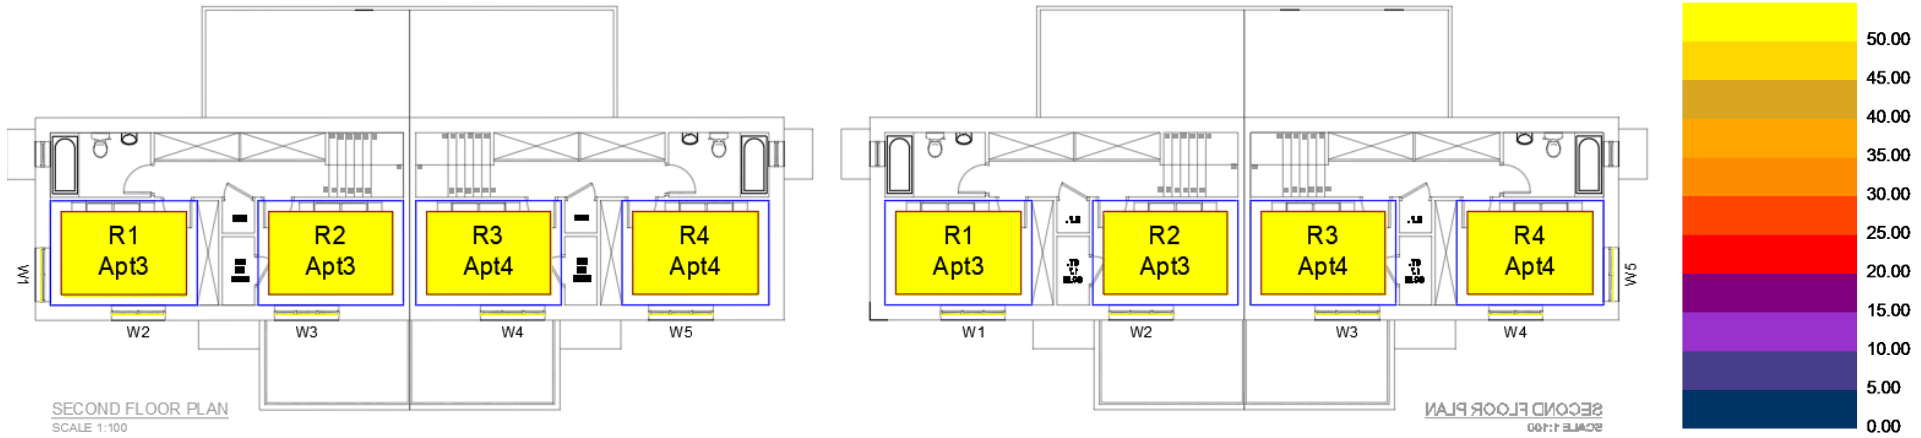 R1
Apt3
R2
Apt3
R3
Apt4
R4
Apt4
W1
W2
W3
W4
W5
SECOND FLOOR PLAN
SCALE 1:100
R1
Apt3
R2
Apt3
R3
Apt4
R4
Apt4
W5
W1
W2
W3
W4
SECOND FLOOR PLAN
SCALE 1:100
50.00
45.00
40.00
35.00
30.00
25.00
20.00
15.00
10.00
5.00
0.00